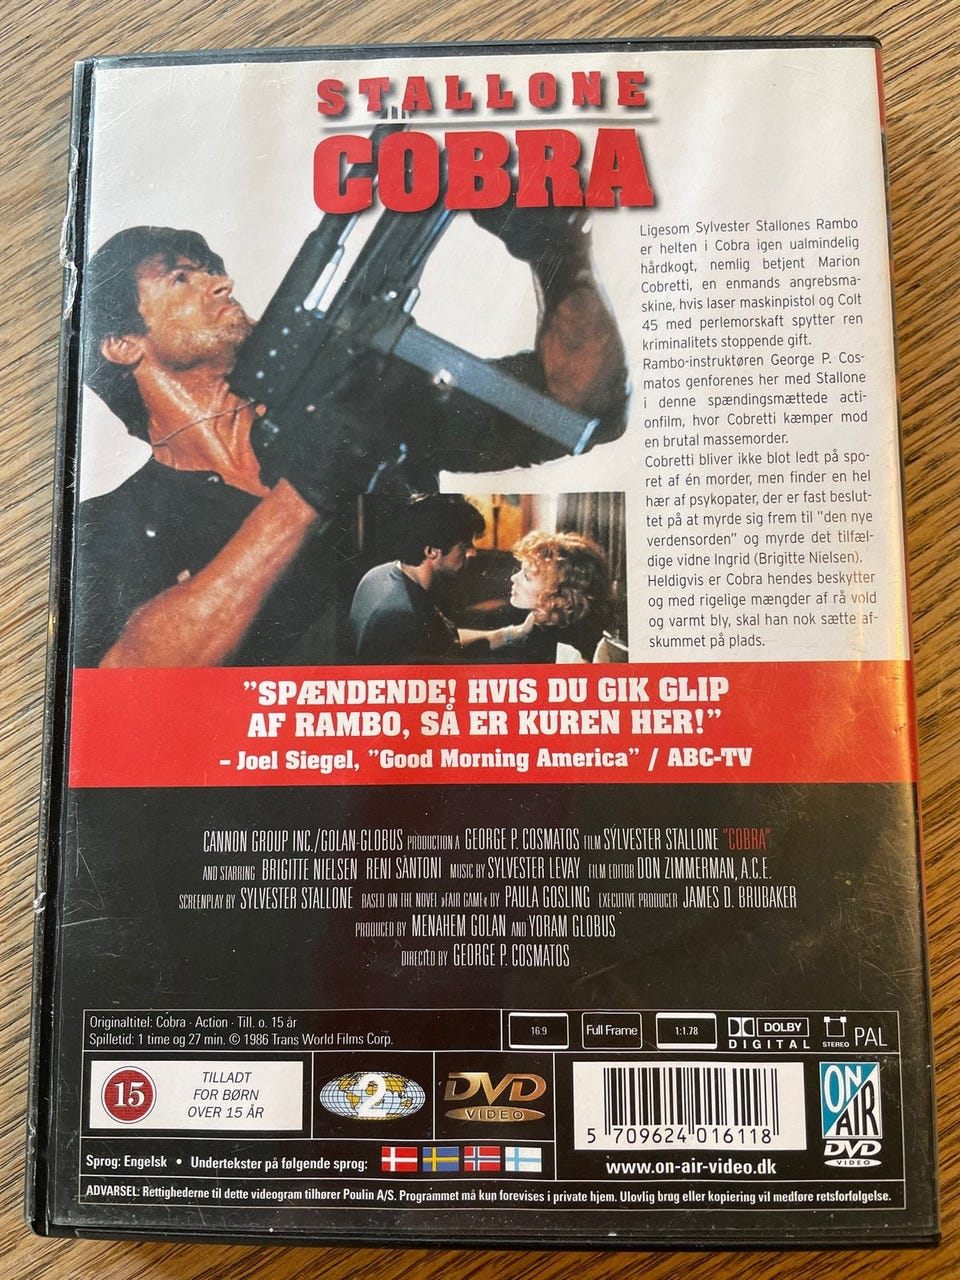 STALLONE
COBRA
Ligesom Sylvester Stallones Rambo
er helten i Cobra igen ualmindelig
hårdkogt, nemlig betjent Marion
Cobretti, en enmands angrebsma-
skine, hvis laser maskinpistol og Colt
45 med perlemorskaft spytter ren
kriminalitets stoppende gift.
Rambo-instruktøren George P. Cos-
matos genforenes her med Stallone
i denne spændingsmættede acti-
onfilm, hvor Cobretti kæmper mod
en brutal massemorder.
Cobretti bliver ikke blot ledt på spo-
ret af én morder, men finder en hel
hær af psykopater, der er fast beslut-
tet på at myrde sig frem til "den nye
verdensorden" og myrde det tilfæl-
dige vidne Ingrid (Brigitte Nielsen).
Heldigvis er Cobra hendes beskytter
og med rigelige mængder af rå vold
og varmt bly, skal han nok sætte af-
skummet på plads.
"SPÆNDENDE! HVIS DU GIK GLIP
AF RAMBO, SÅ ER KUREN HER!"
– Joel Siegel, "Good Morning America" / ABC-TV
CANNON GROUP INC./GOLAN-GLOBUS PRODUCTION A GEORGE P. COSMATOS FILM SYLVESTER STALLONE "COBRA"
AND STARRING BRIGITTE NIELSEN RENI SANTONI MUSIC BY SYLVESTER LEVAY FILM EDITOR DON ZIMMERMAN, A.C.E.
SCREENPLAY BY SYLVESTER STALLONE BASED ON THE NOVEL »FAIR GAME« BY PAULA GOSLING EXECUTIVE PRODUCER JAMES D. BRUBAKER
PRODUCED BY MENAHEM GOLAN AND YORAM GLOBUS
DIRECTED BY GEORGE P. COSMATOS
Originaltitel: Cobra · Action · Till. o. 15 år
Spilletid: 1 time og 27 min. © 1986 Trans World Films Corp.
16:9
Full Frame
1:1.78
DOLBY
DIGITAL
STEREO
PAL
15
TILLADT
FOR BØRN
OVER 15 ÅR
2
DVD
VIDEO
5 709624 016118
ON
AIR
DVD
VIDEO
Sprog: Engelsk • Undertekster på følgende sprog:
www.on-air-video.dk
ADVARSEL: Rettighederne til dette videogram tilhører Poulin A/S. Programmet må kun forevises i private hjem. Ulovlig brug eller kopiering vil medføre retsforfølgelse.